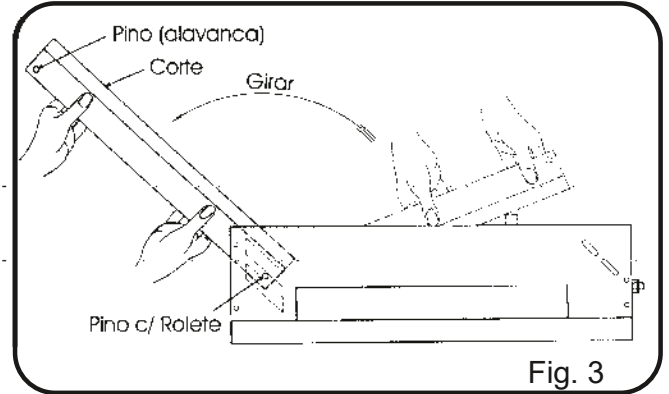 Pino (alavanca)
Corte
Girar
Pino c/ Rolete
Fig. 3